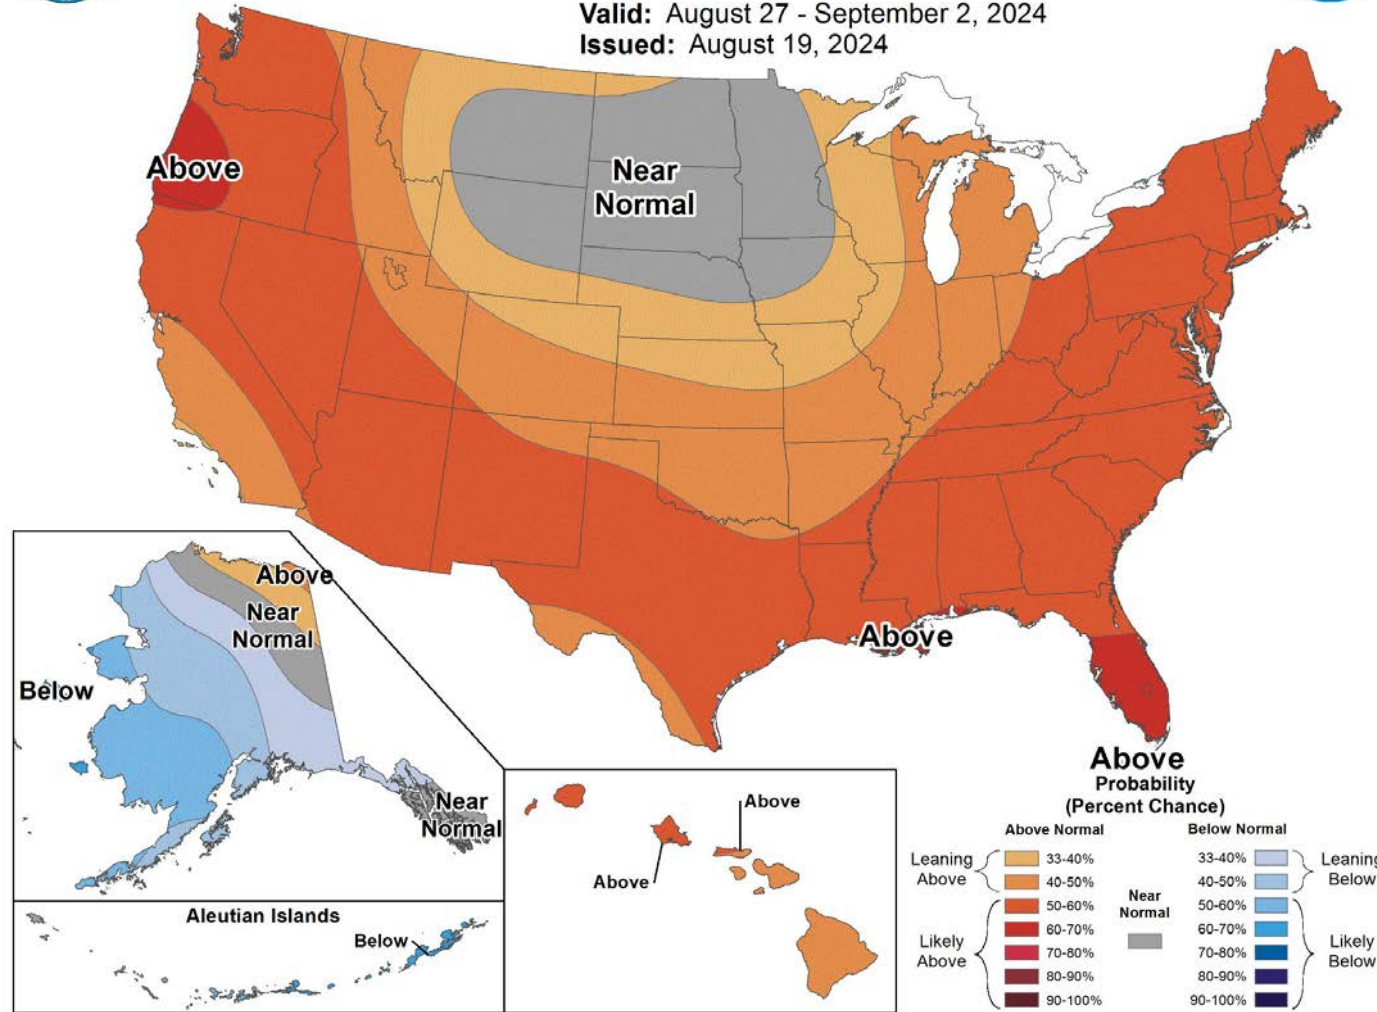 Valid: August 27 - September 2, 2024
Issued: August 19, 2024
Above
Near
Normal
Above
Near
Normal
Below
Near
Normal
Above
Above
Above
Above
Aleutian Islands
Below
Probability
(Percent Chance)
Above Normal
Below Normal
Leaning
Above
33-40%
40-50%
Likely
Above
50-60%
60-70%
70-80%
80-90%
90-100%
Near
Normal
33-40%
40-50%
Leaning
Below
50-60%
60-70%
70-80%
80-90%
90-100%
Likely
Below